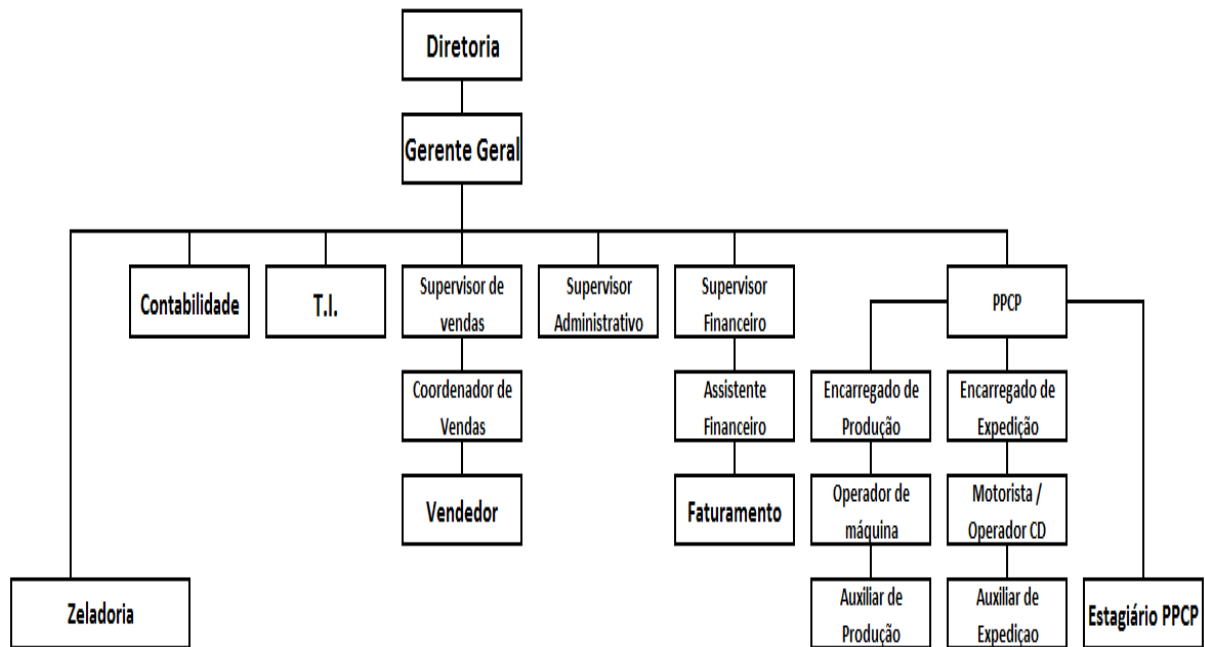 Diretoria
Gerente Geral
Contabilidade
T.I.
Supervisor de
vendas
Supervisor
Administrativo
Supervisor
Financeiro
PPCP
Coordenador de
Vendas
Assistente
Financeiro
Encarregado de
Produção
Encarregado de
Expedição
Vendedor
Faturamento
Operador de
máquina
Motorista /
Operador CD
Zeladoria
Auxiliar de
Produção
Auxiliar de
Expediçao
Estagiário PPCP